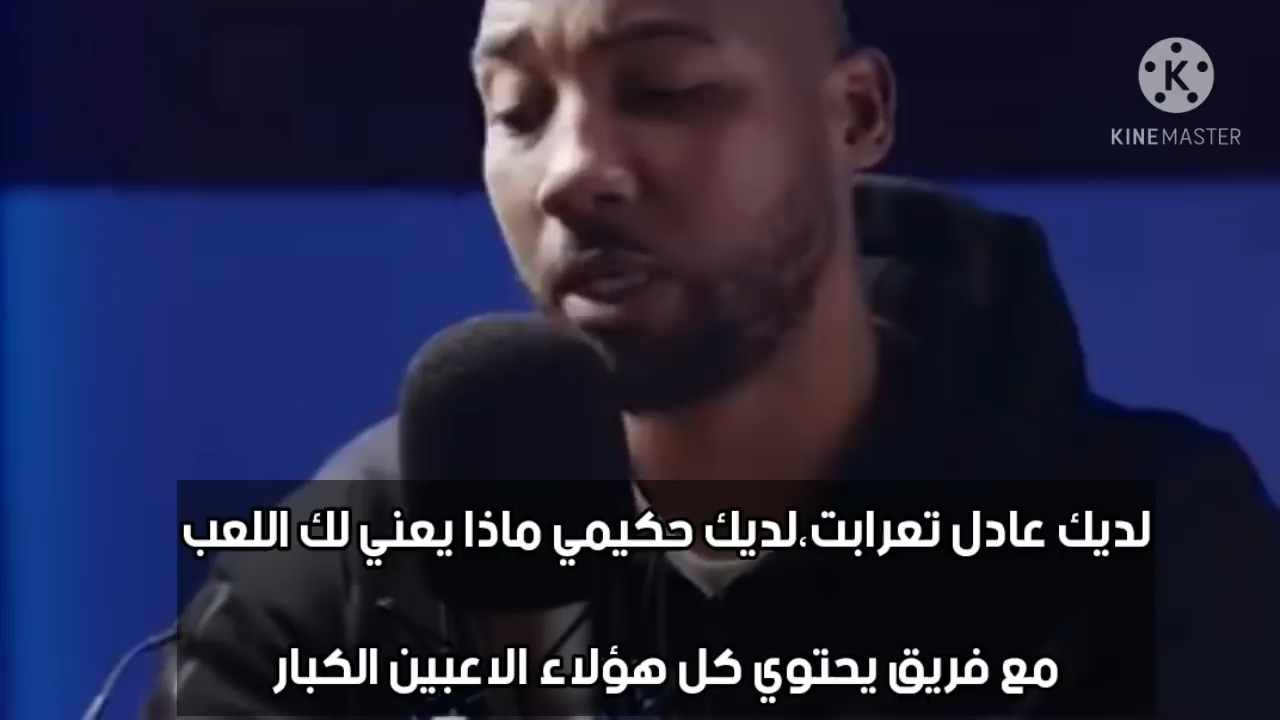 K
KINEMASTER
لديك عادل تعرابت،لديك حكيمي ماذا يعني لك اللعب
مع فريق يحتوي كل هؤلاء الاعبين الكبار